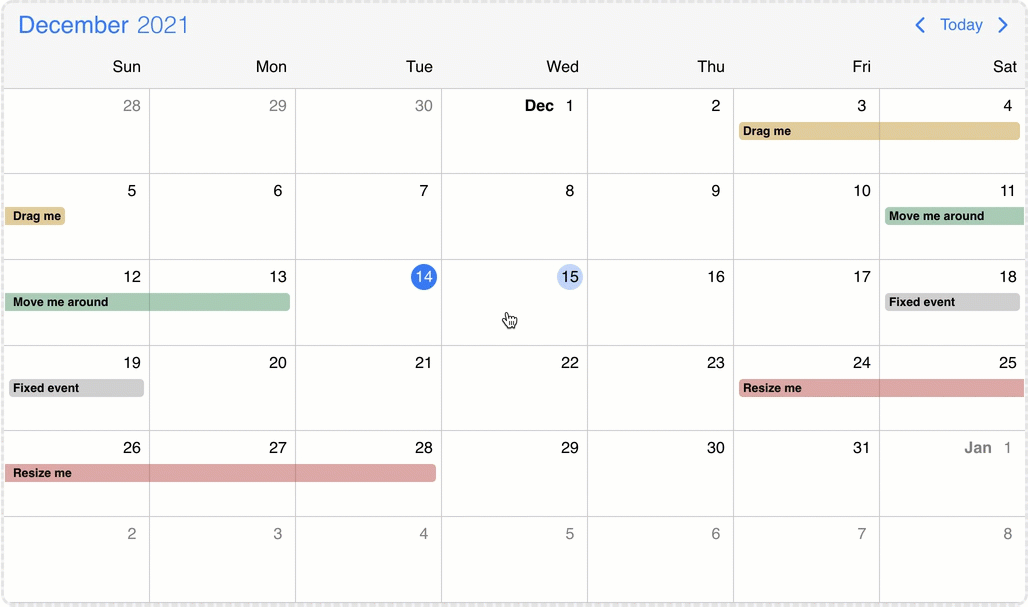 December 2021 Today
Sun Mon Tue Wed Thu Fri Sat
28 29 30 Dec 1 2 3 4
Drag me
5 6 7 8 9 10 11
Drag me Move me around
12 13 14 15 16 17 18
Move me around Fixed event
19 20 21 22 23 24 25
Fixed event Resize me
26 27 28 29 30 31 Jan 1
Resize me
2 3 4 5 6 7 8